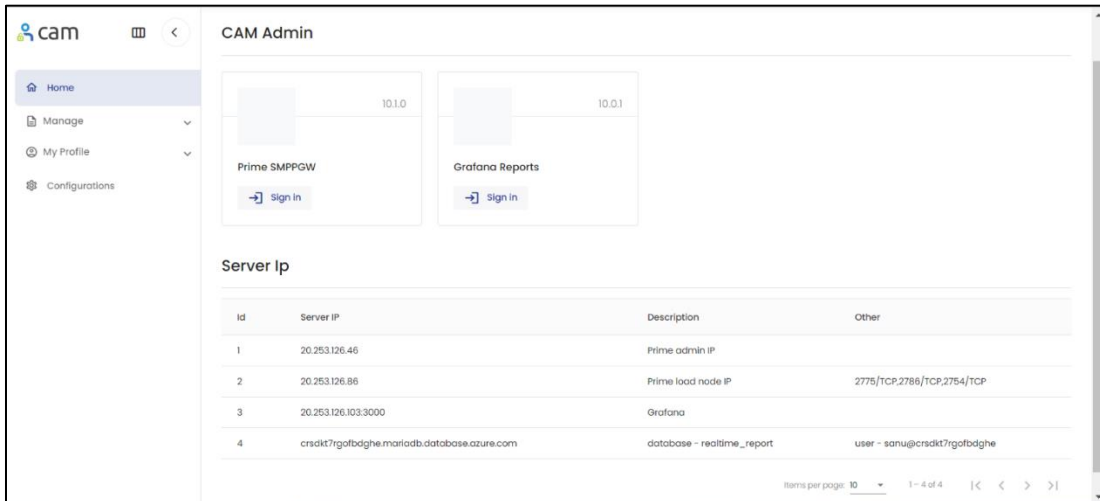 cam
CAM Admin
Home
Manage
My Profile
Configurations
10.1.0
Prime SMPPGW
Sign in
10.0.1
Grafana Reports
Sign in
Server Ip
Id Server IP Description Other
1 20.253.126.46 Prime admin IP
2 20.253.126.86 Prime load node IP 2775/TCP,2786/TCP,2754/TCP
3 20.253.126.103:3000 Grafana
4 crsdkt7rgofbdghe.mariadb.database.azure.com database - realtime_report user - sanu@crsdkt7rgofbdghe
Items per page: 10 1 - 4 of 4